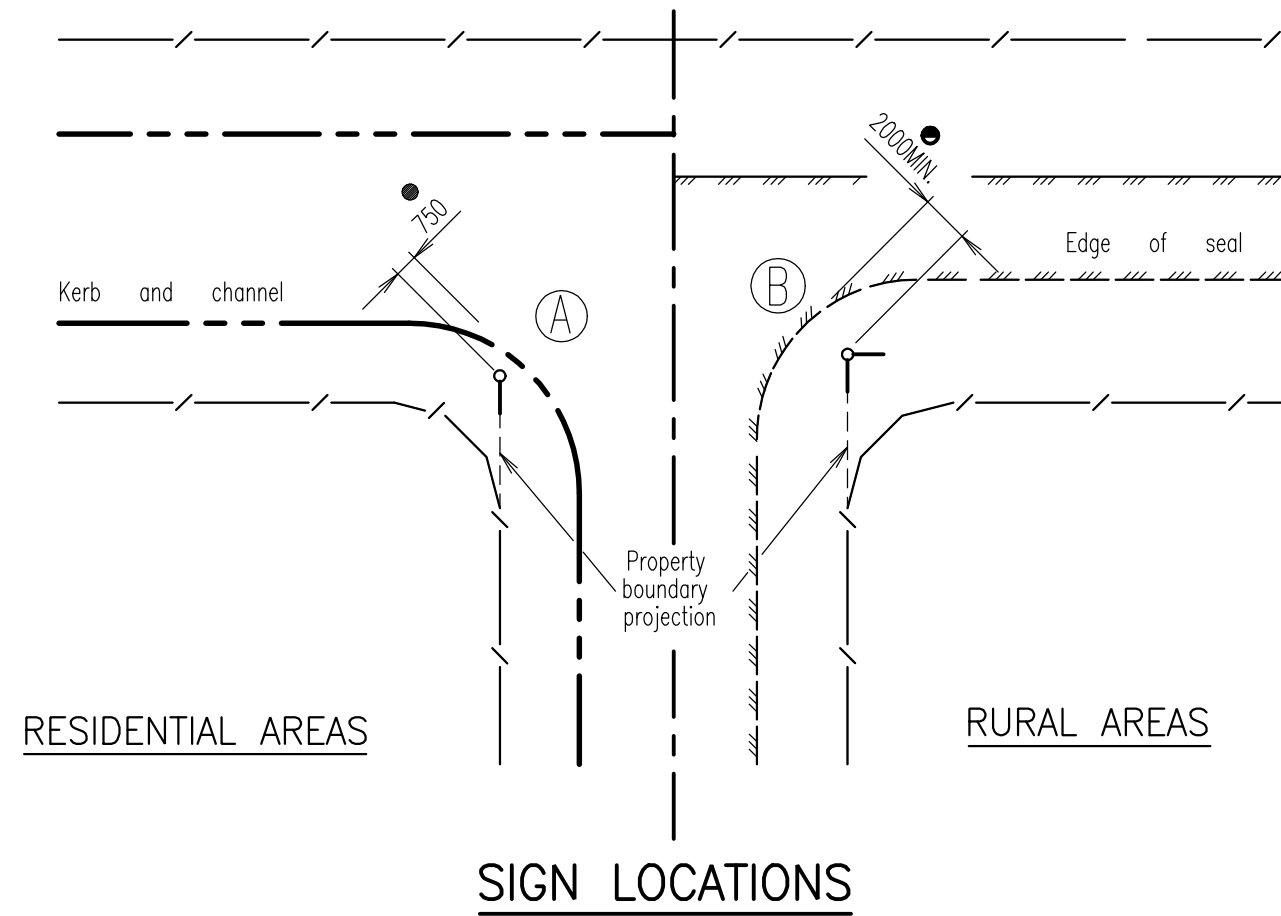 2000MIN.
750
Edge of seal
Kerb and channel
A
B
Property
boundary
projection
RESIDENTIAL AREAS
RURAL AREAS
SIGN LOCATIONS